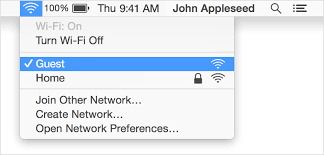 100% Thu 9:41 AM John Appleseed
Wi-Fi: On
Turn Wi-Fi Off
✓ Guest
Home
Join Other Network...
Create Network...
Open Network Preferences...